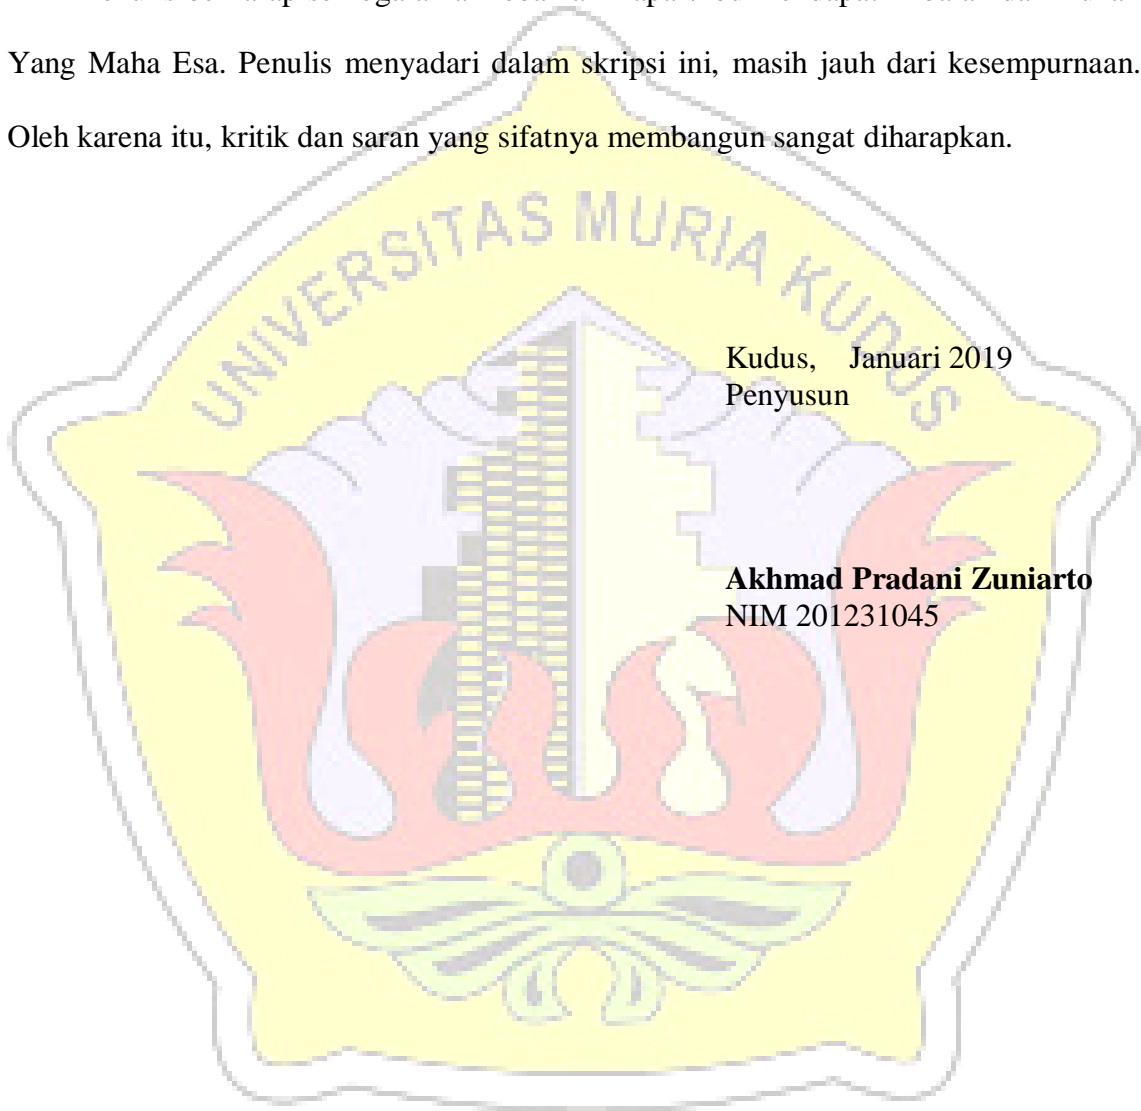 Yang Maha Esa. Penulis menyadari dalam skripsi ini, masih jauh dari kesempurnaan.
Oleh karena itu, kritik dan saran yang sifatnya membangun sangat diharapkan.
UNIVERSITAS MURIA KUDUS
Kudus, Januari 2019
Penyusun
Akhmad Pradani Zuniarto
NIM 201231045